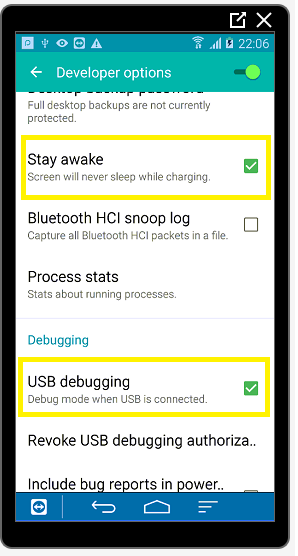 22:06
Developer options
Desktop backup password
Full desktop backups are not currently
protected.
Stay awake
Screen will never sleep while charging.
Bluetooth HCI snoop log
Capture all Bluetooth HCI packets in a file.
Process stats
Stats about running processes.
Debugging
USB debugging
Debug mode when USB is connected.
Revoke USB debugging authoriza..
Include bug reports in power..